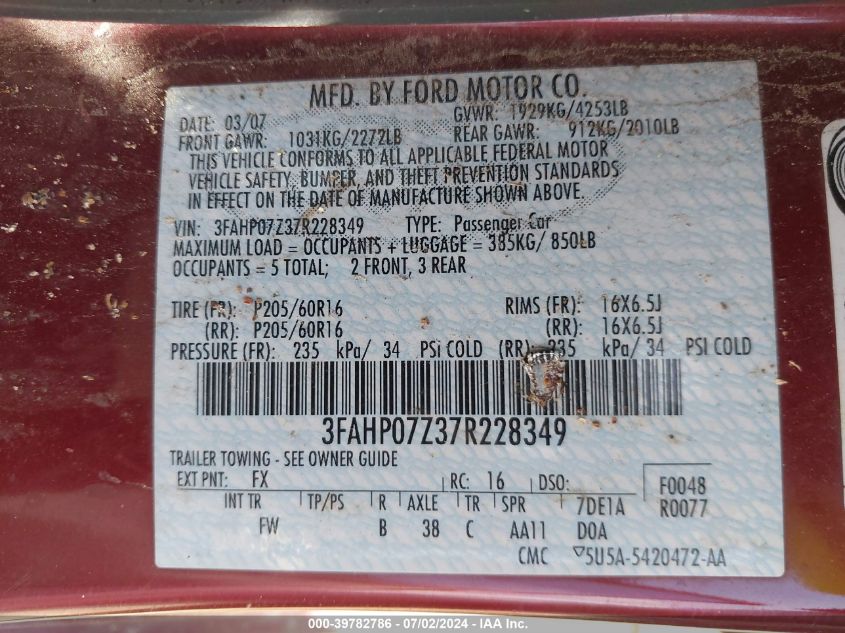 MFD. BY FORD MOTOR CO.
DATE: 03/07 GVWR: 1929KG/4253LB
FRONT GAWR: 1031KG/2272LB REAR GAWR: 912KG/2010LB
THIS VEHICLE CONFORMS TO ALL APPLICABLE FEDERAL MOTOR
VEHICLE SAFETY, BUMPER, AND THEFT PREVENTION STANDARDS
IN EFFECT ON THE DATE OF MANUFACTURE SHOWN ABOVE.
VIN: 3FAHP07Z37R228349 TYPE: Passenger Car
MAXIMUM LOAD = OCCUPANTS + LUGGAGE = 385KG/ 850LB
OCCUPANTS = 5 TOTAL; 2 FRONT, 3 REAR
TIRE (FR): P205/60R16 RIMS (FR): 16X6.5J
(RR): P205/60R16 (RR): 16X6.5J
PRESSURE (FR): 235 kPa/ 34 PSi COLD (RR): 235 kPa/ 34 PSI COLD
3FAHP07Z37R228349
TRAILER TOWING - SEE OWNER GUIDE
EXT PNT: FX RC: 16 DSO: F0048
INT TR TP/PS R AXLE TR SPR 7DE1A R0077
FW B 38 C AA11 D0A
CMC ▽5U5A-5420472-AA
3000-39782786 - 07/02/2024 - IAAI.com